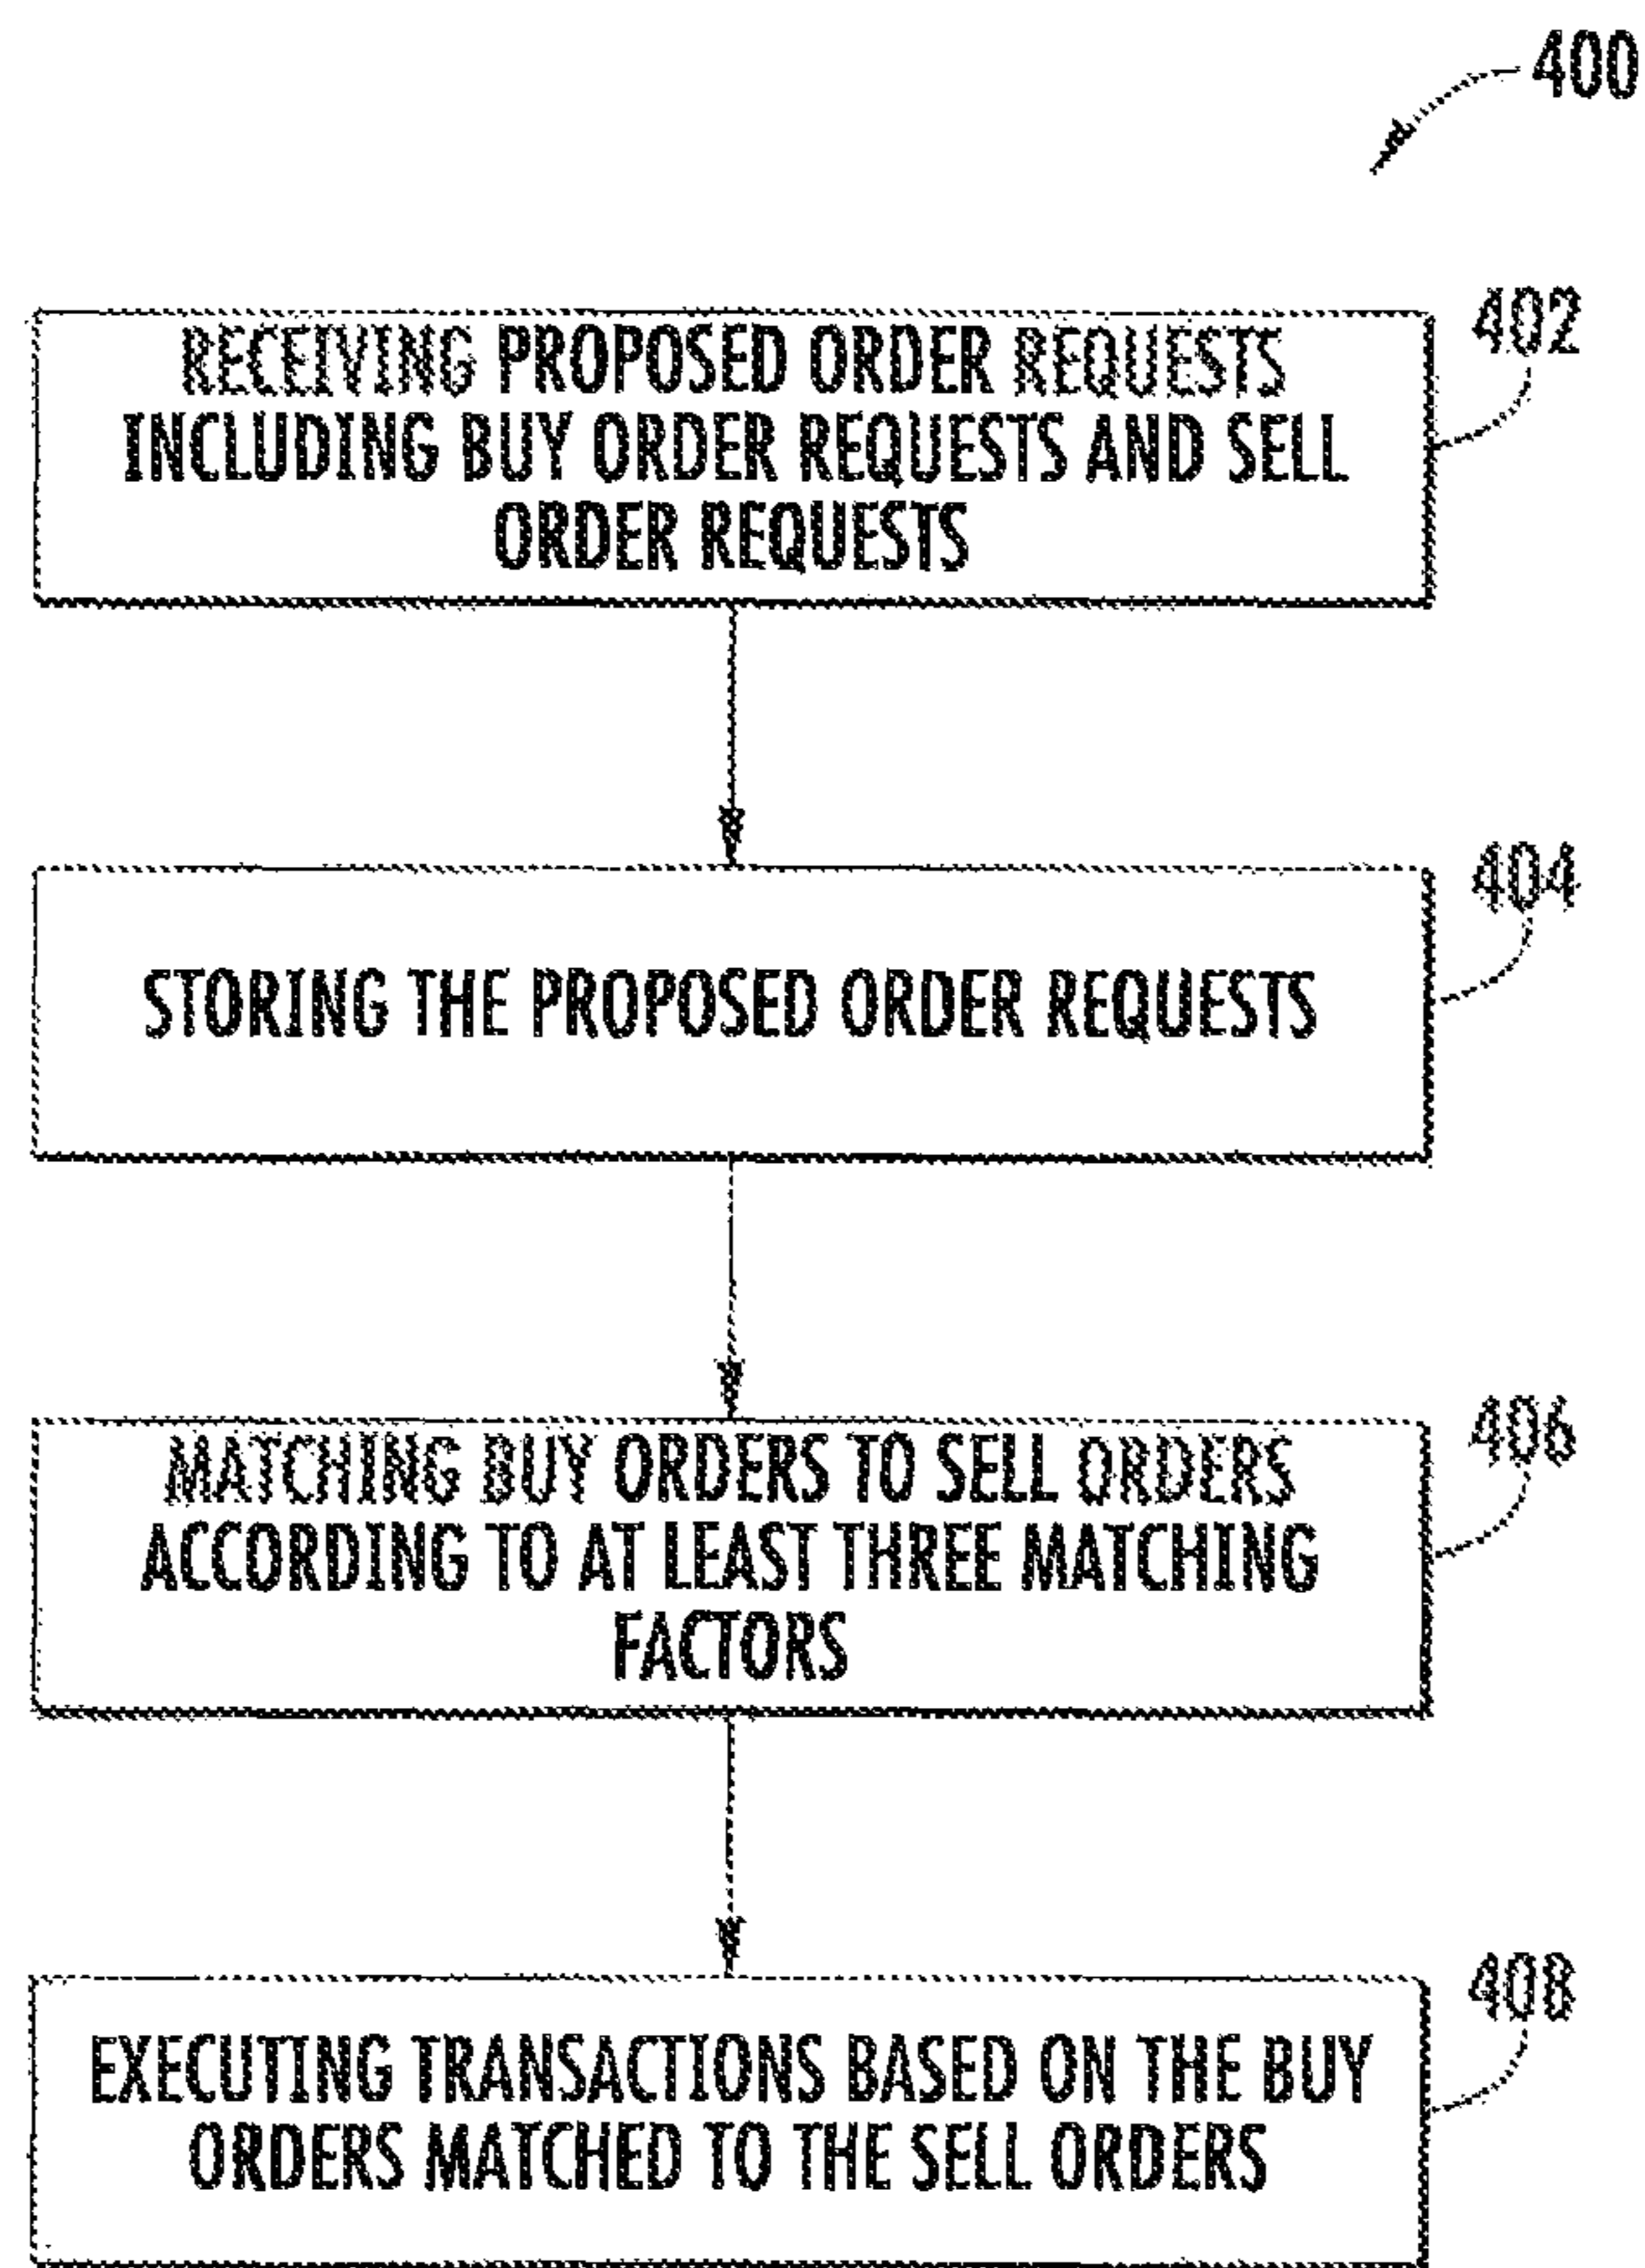 400
402
RECEIVING PROPOSED ORDER REQUESTS
INCLUDING BUY ORDER REQUESTS AND SELL
ORDER REQUESTS
404
STORING THE PROPOSED ORDER REQUESTS
406
MATCHING BUY ORDERS TO SELL ORDERS
ACCORDING TO AT LEAST THREE MATCHING
FACTORS
408
EXECUTING TRANSACTIONS BASED ON THE BUY
ORDERS MATCHED TO THE SELL ORDERS